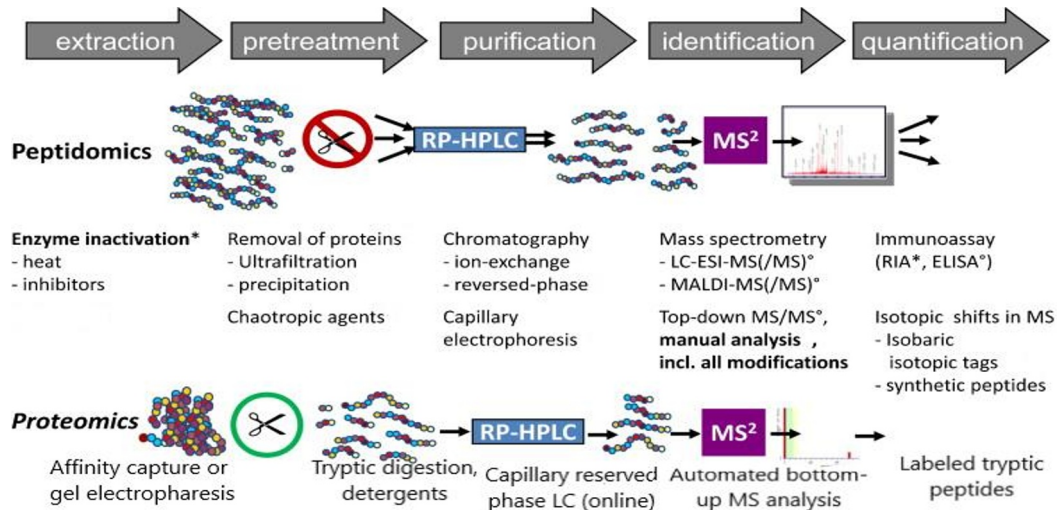 extraction pretreatment purification identification quantification
Peptidomics
RP-HPLC
MS²
Enzyme inactivation*
- heat
- inhibitors
Removal of proteins
- Ultrafiltration
- precipitation
Chaotropic agents
Chromatography
- ion-exchange
- reversed-phase
Capillary
electrophoresis
Mass spectrometry
- LC-ESI-MS(/MS)°
- MALDI-MS(/MS)°
Top-down MS/MS°,
manual analysis ,
incl. all modifications
Immunoassay
(RIA*, ELISA°)
Isotopic shifts in MS
- Isobaric
isotopic tags
- synthetic peptides
Proteomics
RP-HPLC
MS²
Affinity capture or
gel electropharesis
Tryptic digestion,
detergents
Capillary reserved
phase LC (online)
Automated bottom-
up MS analysis
Labeled tryptic
peptides